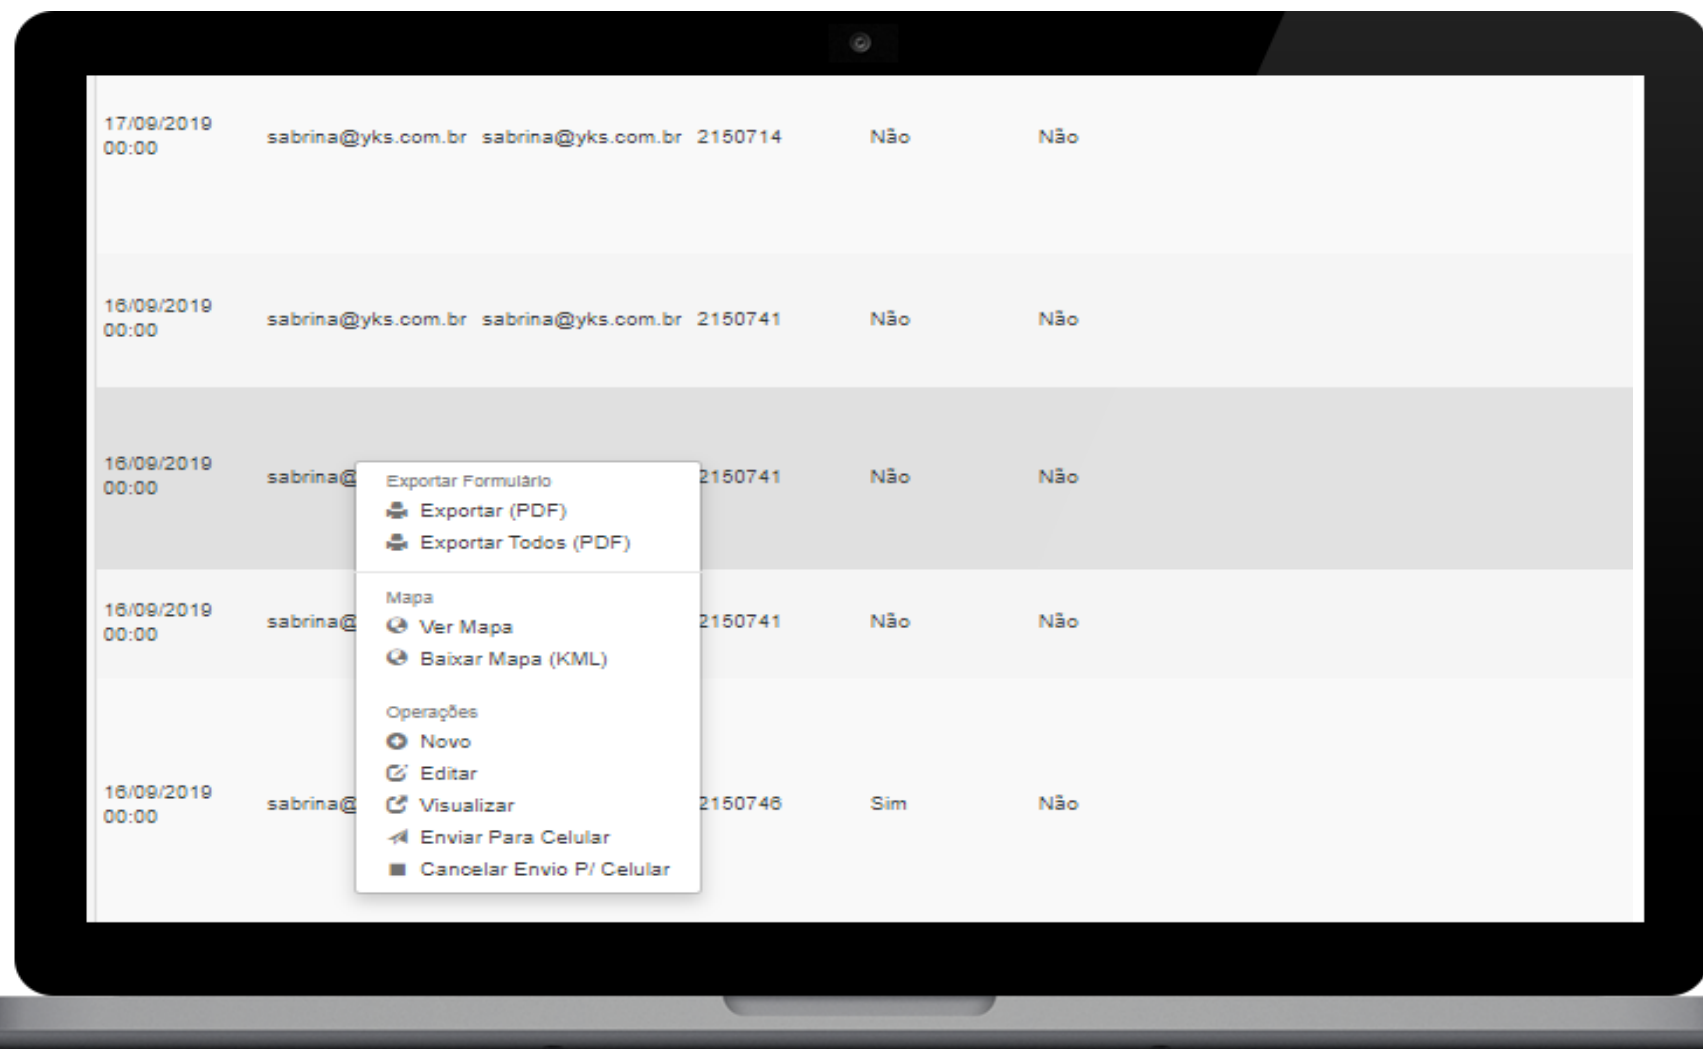 17/09/2019
00:00
sabrina@yks.com.br sabrina@yks.com.br 2150714 Não Não
16/09/2019
00:00
sabrina@yks.com.br sabrina@yks.com.br 2150741 Não Não
16/09/2019
00:00
sabrina@ 2150741 Não Não
Exportar Formulário
Exportar (PDF)
Exportar Todos (PDF)
Mapa
Ver Mapa
Baixar Mapa (KML)
Operações
Novo
Editar
Visualizar
Enviar Para Celular
Cancelar Envio P/ Celular
16/09/2019
00:00
sabrina@ 2150741 Não Não
16/09/2019
00:00
sabrina@ 2150746 Sim Não